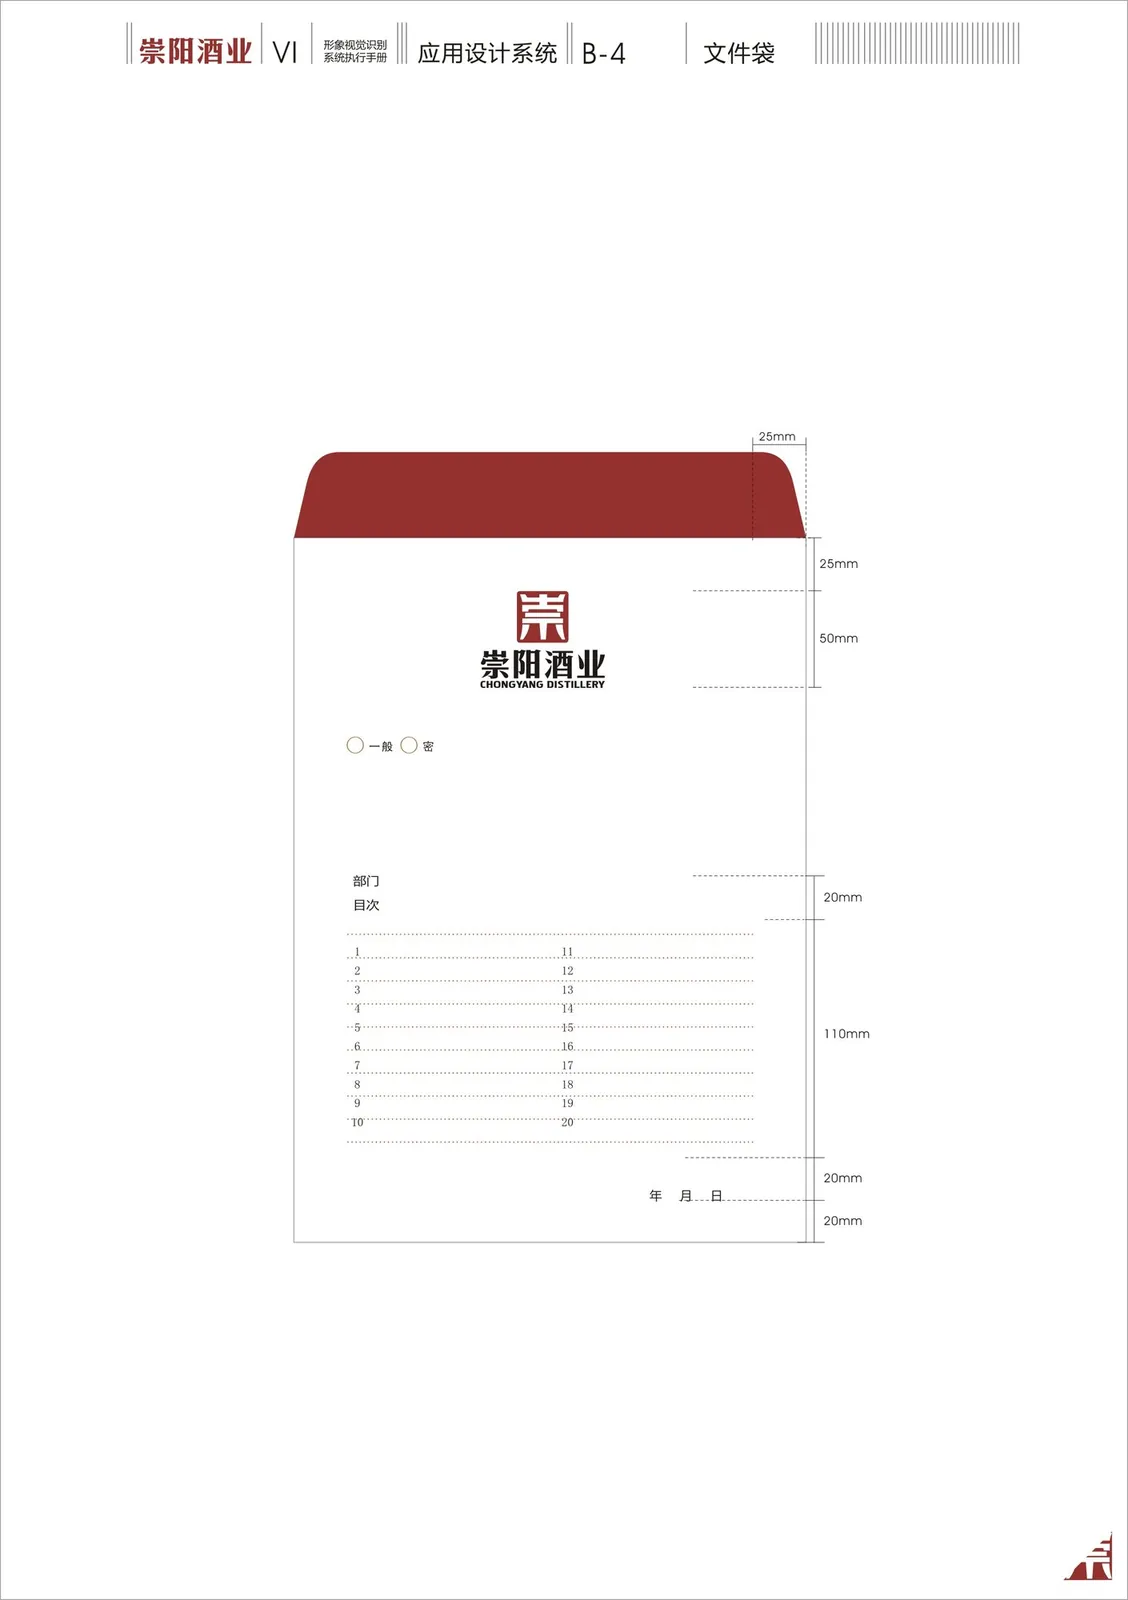 崇阳酒业 VI 形象视觉识别 应用设计系统 B-4 文件袋
系统执行手册
25mm
25mm
崇
50mm
崇阳酒业
CHONGYANG DISTILLERY
一般 密
部门
20mm
目次
1 11
2 12
3 13
4 14
5 15
110mm
6 16
7 17
8 18
9 19
10 20
20mm
年 月 日
20mm